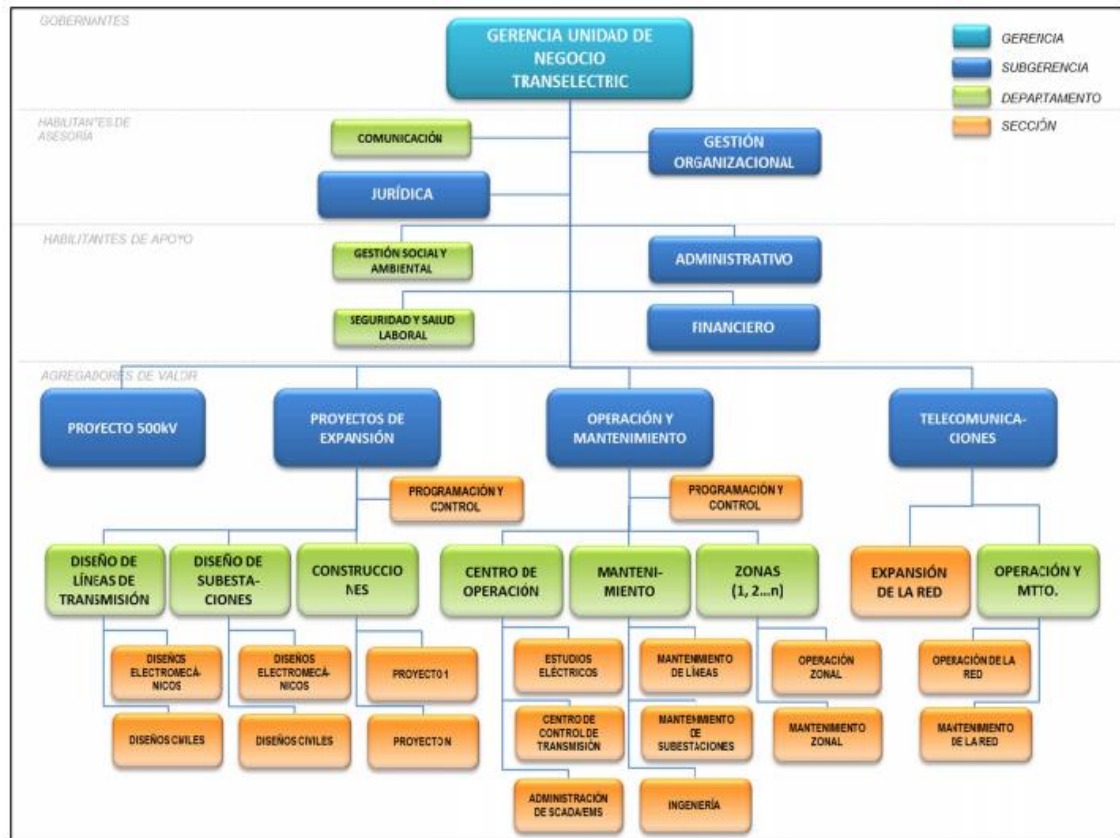 GOBERNANTES
GERENCIA UNIDAD DE
NEGOCIO
TRANSELECTRIC
GERENCIA
SUBGERENCIA
DEPARTAMENTO
SECCIÓN
HABILITANTES DE
ASESORÍA
COMUNICACIÓN
GESTIÓN
ORGANIZACIONAL
JURÍDICA
HABILITANTES DE APOYO
GESTIÓN SOCIAL Y
AMBIENTAL
ADMINISTRATIVO
SEGURIDAD Y SALUD
LABORAL
FINANCIERO
AGREGADORES DE VALOR
PROYECTO 500kV
PROYECTOS DE
EXPANSIÓN
OPERACIÓN Y
MANTENIMIENTO
TELECOMUNICA-
CIONES
PROGRAMACIÓN Y
CONTROL
PROGRAMACIÓN Y
CONTROL
DISEÑO DE
LÍNEAS DE
TRANSMISIÓN
DISEÑO DE
SUBESTA-
CIONES
CONSTRUCCIO
NES
CENTRO DE
OPERACIÓN
MANTENI-
MIENTO
ZONAS
(1, 2...n)
EXPANSIÓN
DE LA RED
OPERACIÓN Y
MTTO.
DISEÑOS
ELECTROMECÁ-
NICOS
DISEÑOS
ELECTROMECÁ-
NICOS
PROYECTO 1
ESTUDIOS
ELÉCTRICOS
MANTENIMIENTO
DE LÍNEAS
OPERACIÓN
ZONAL
OPERACIÓN DE LA
RED
DISEÑOS CIVILES
DISEÑOS CIVILES
PROYECTO N
CENTRO DE
CONTROL DE
TRANSMISIÓN
MANTENIMIENTO
DE
SUBESTACIONES
MANTENIMIENTO
ZONAL
MANTENIMIENTO
DE LA RED
ADMINISTRACIÓN
DE SCADA/EMS
INGENIERÍA